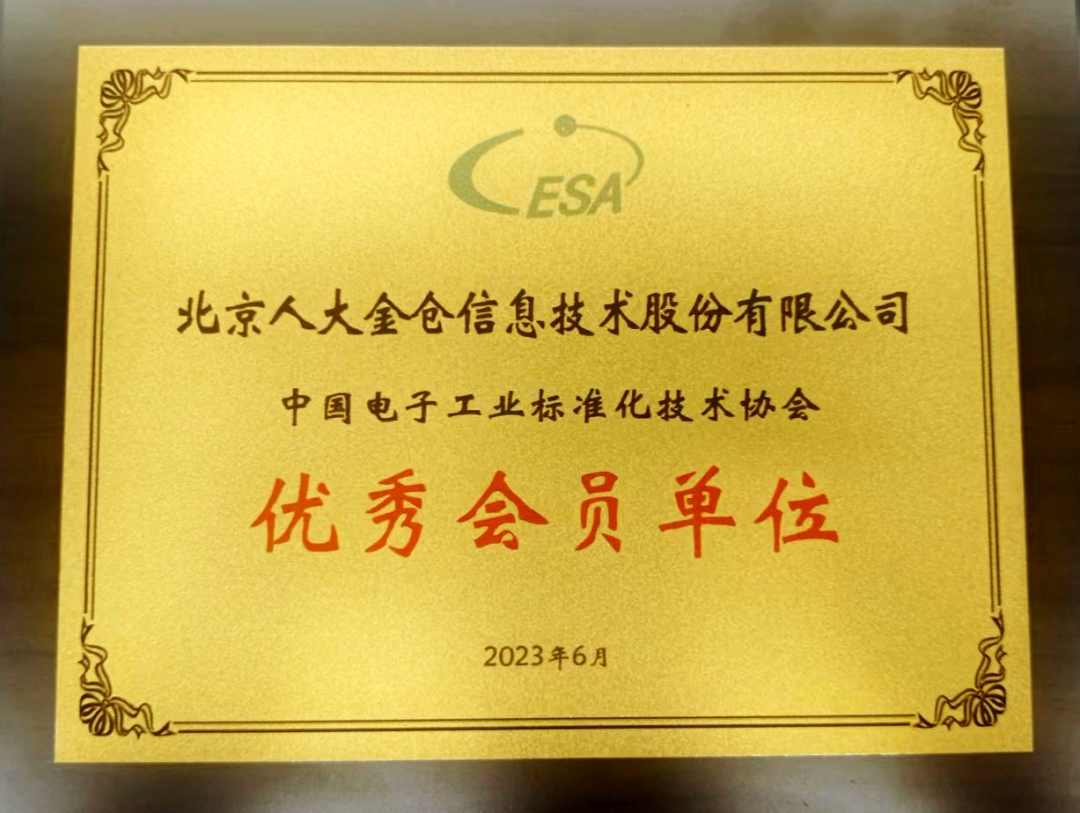 CESA
北京人大金仓信息技术股份有限公司
中国电子工业标准化技术协会
优秀会员单位
2023年6月